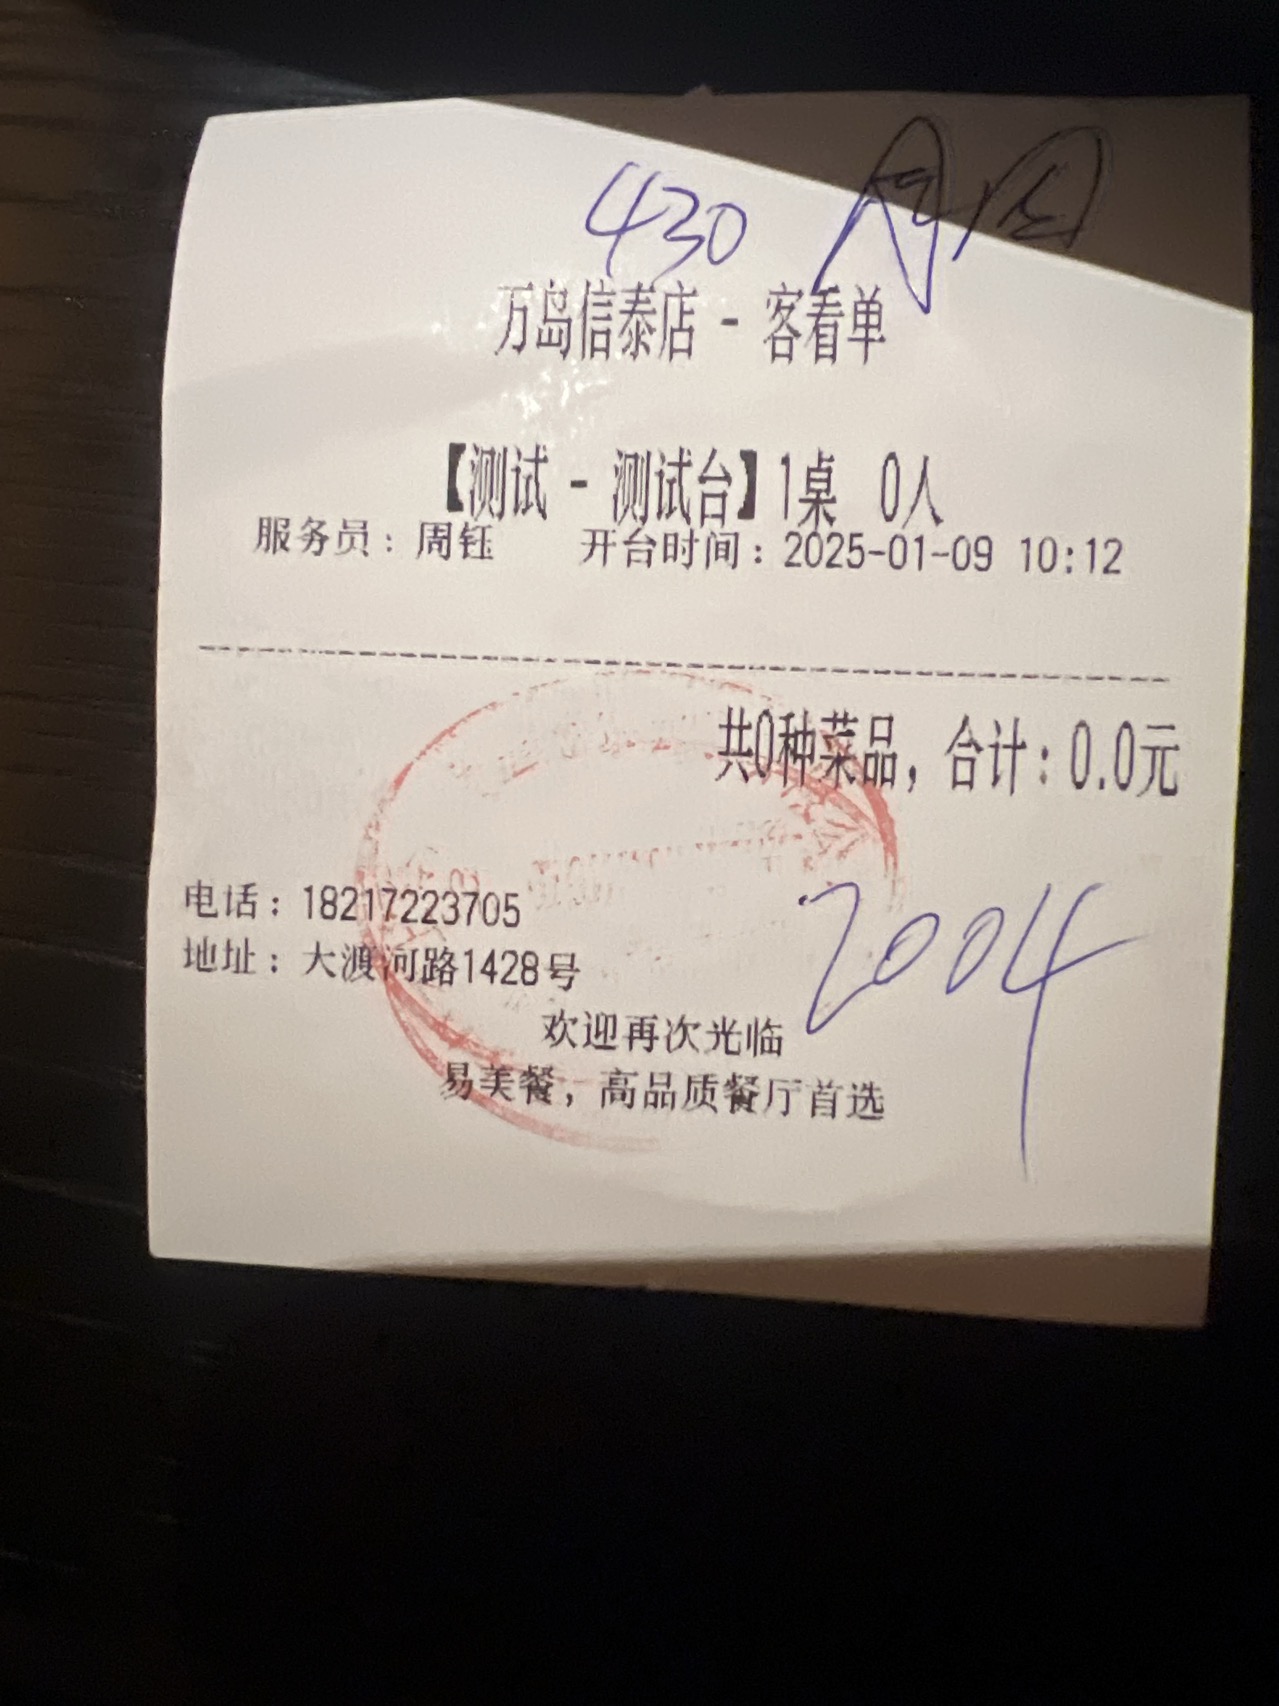 430
万岛信泰店 - 客看单
【测试 - 测试台】1桌 0人
服务员：周钰 开台时间：2025-01-09 10:12
共0种菜品，合计：0.0元
电话：18217223705
2004
地址：大渡河路1428号
欢迎再次光临
易美餐，高品质餐厅首选